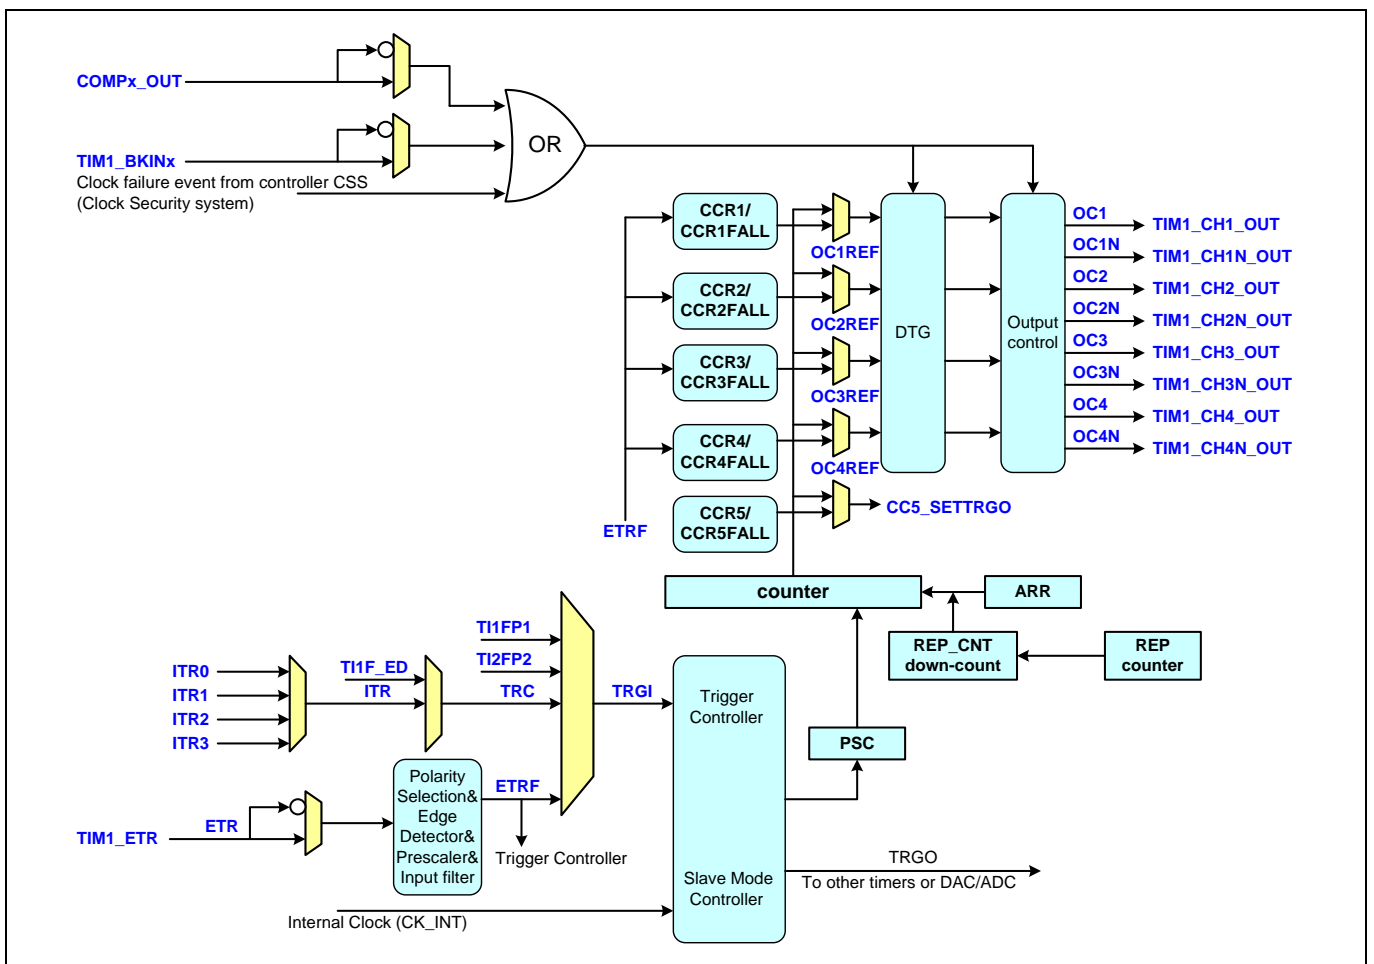 COMPx_OUT
TIM1_BKINx
Clock failure event from controller CSS
(Clock Security system)
OR
CCR1/
CCR1FALL
CCR2/
CCR2FALL
CCR3/
CCR3FALL
CCR4/
CCR4FALL
CCR5/
CCR5FALL
ETRF
OC1REF
OC2REF
OC3REF
OC4REF
CC5_SETTRGO
DTG
Output
control
OC1
TIM1_CH1_OUT
OC1N
TIM1_CH1N_OUT
OC2
TIM1_CH2_OUT
OC2N
TIM1_CH2N_OUT
OC3
TIM1_CH3_OUT
OC3N
TIM1_CH3N_OUT
OC4
TIM1_CH4_OUT
OC4N
TIM1_CH4N_OUT
counter
ARR
REP_CNT
down-count
REP
counter
PSC
TI1FP1
TI2FP2
TI1F_ED
ITR
TRC
TRGI
ITR0
ITR1
ITR2
ITR3
Trigger
Controller
Slave Mode
Controller
TIM1_ETR
ETR
Polarity
Selection&
Edge
Detector&
Prescaler&
Input filter
ETRF
Trigger Controller
Internal Clock (CK_INT)
TRGO
To other timers or DAC/ADC